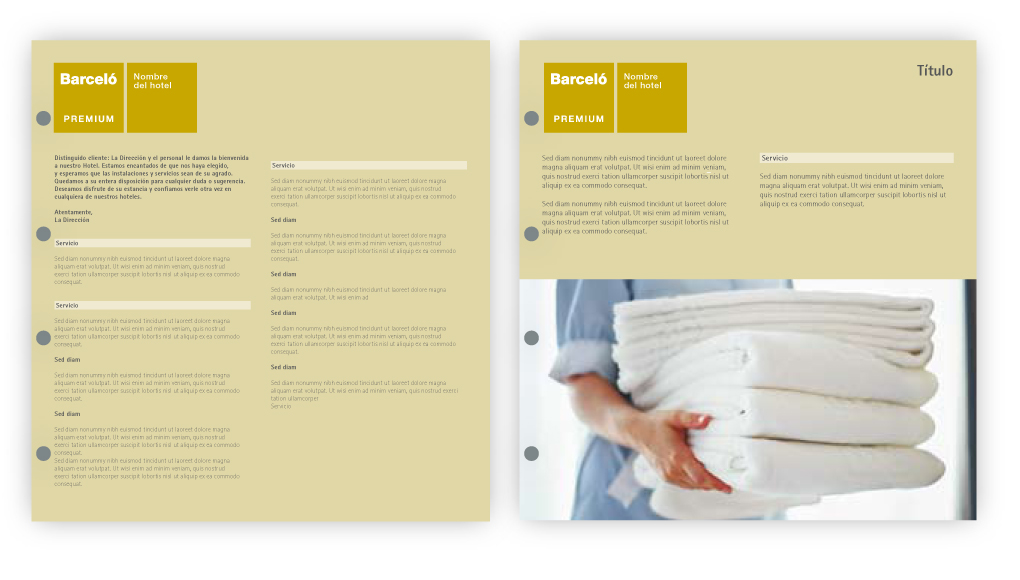 Barceló
PREMIUM
Nombre
del hotel
Distinguido cliente: La Dirección y el personal le damos la bienvenida
a nuestro Hotel. Estamos encantados de que nos haya elegido,
y esperamos que las instalaciones y servicios sean de su agrado.
Quedamos a su entera disposición para cualquier duda o sugerencia.
Deseamos disfrute de su estancia y confiamos verle otra vez en
cualquiera de nuestros hoteles.
Atentamente,
La Dirección
Servicio
Sed diam nonummy nibh euismod tincidunt ut laoreet dolore magna
aliquam erat volutpat. Ut wisi enim ad minim veniam, quis nostrud
exerci tation ullamcorper suscipit lobortis nisl ut aliquip ex ea commodo
consequat.
Servicio
Sed diam nonummy nibh euismod tincidunt ut laoreet dolore magna
aliquam erat volutpat. Ut wisi enim ad minim veniam, quis nostrud
exerci tation ullamcorper suscipit lobortis nisl ut aliquip ex ea commodo
consequat.
Sed diam
Sed diam nonummy nibh euismod tincidunt ut laoreet dolore magna
aliquam erat volutpat. Ut wisi enim ad minim veniam, quis nostrud
exerci tation ullamcorper suscipit lobortis nisl ut aliquip ex ea commodo
consequat.
Sed diam
Sed diam nonummy nibh euismod tincidunt ut laoreet dolore magna
aliquam erat volutpat. Ut wisi enim ad minim veniam, quis nostrud
exerci tation ullamcorper suscipit lobortis nisl ut aliquip ex ea commodo
consequat.
Sed diam nonummy nibh euismod tincidunt ut laoreet dolore magna
aliquam erat volutpat. Ut wisi enim ad minim veniam, quis nostrud
exerci tation ullamcorper suscipit lobortis nisl ut aliquip ex ea commodo
consequat.
Servicio
Sed diam nonummy nibh euismod tincidunt ut laoreet dolore magna
aliquam erat volutpat. Ut wisi enim ad minim veniam, quis nostrud
exerci tation ullamcorper suscipit lobortis nisl ut aliquip ex ea commodo
consequat.
Sed diam
Sed diam nonummy nibh euismod tincidunt ut laoreet dolore magna
aliquam erat volutpat. Ut wisi enim ad minim veniam, quis nostrud
exerci tation ullamcorper suscipit lobortis nisl ut aliquip ex ea commodo
consequat.
Sed diam
Sed diam nonummy nibh euismod tincidunt ut laoreet dolore magna
aliquam erat volutpat. Ut wisi enim ad
Sed diam
Sed diam nonummy nibh euismod tincidunt ut laoreet dolore magna
aliquam erat volutpat. Ut wisi enim ad minim veniam, quis nostrud
exerci tation ullamcorper suscipit lobortis nisl ut aliquip ex ea commodo
consequat.
Sed diam
Sed diam nonummy nibh euismod tincidunt ut laoreet dolore magna
aliquam erat volutpat. Ut wisi enim ad minim veniam, quis nostrud exerci
tation ullamcorper
Servicio
Barceló
PREMIUM
Nombre
del hotel
Título
Sed diam nonummy nibh euismod tincidunt ut laoreet dolore
magna aliquam erat volutpat. Ut wisi enim ad minim veniam,
quis nostrud exerci tation ullamcorper suscipit lobortis nisl ut
aliquip ex ea commodo consequat.
Sed diam nonummy nibh euismod tincidunt ut laoreet dolore
magna aliquam erat volutpat. Ut wisi enim ad minim veniam,
quis nostrud exerci tation ullamcorper suscipit lobortis nisl ut
aliquip ex ea commodo consequat.
Servicio
Sed diam nonummy nibh euismod tincidunt ut laoreet dolore
magna aliquam erat volutpat. Ut wisi enim ad minim veniam,
quis nostrud exerci tation ullamcorper suscipit lobortis nisl ut
aliquip ex ea commodo consequat.